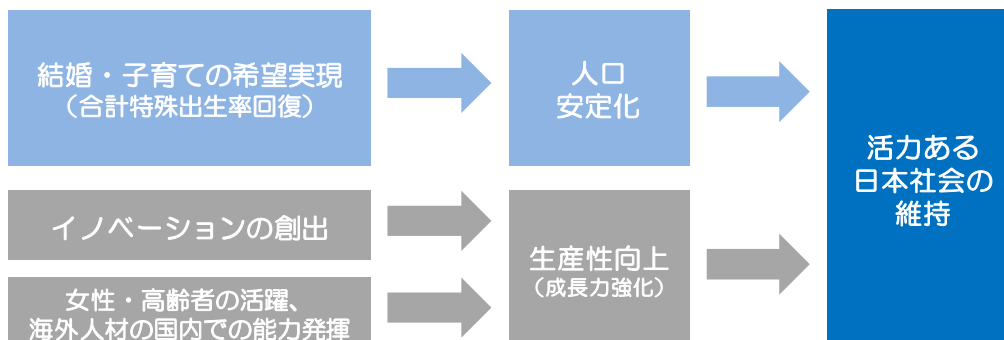 結婚・子育ての希望実現
（合計特殊出生率回復）
人口
安定化
活力ある
日本社会の
維持
イノベーションの創出
生産性向上
（成長力強化）
女性・高齢者の活躍、
海外人材の国内での能力発揮